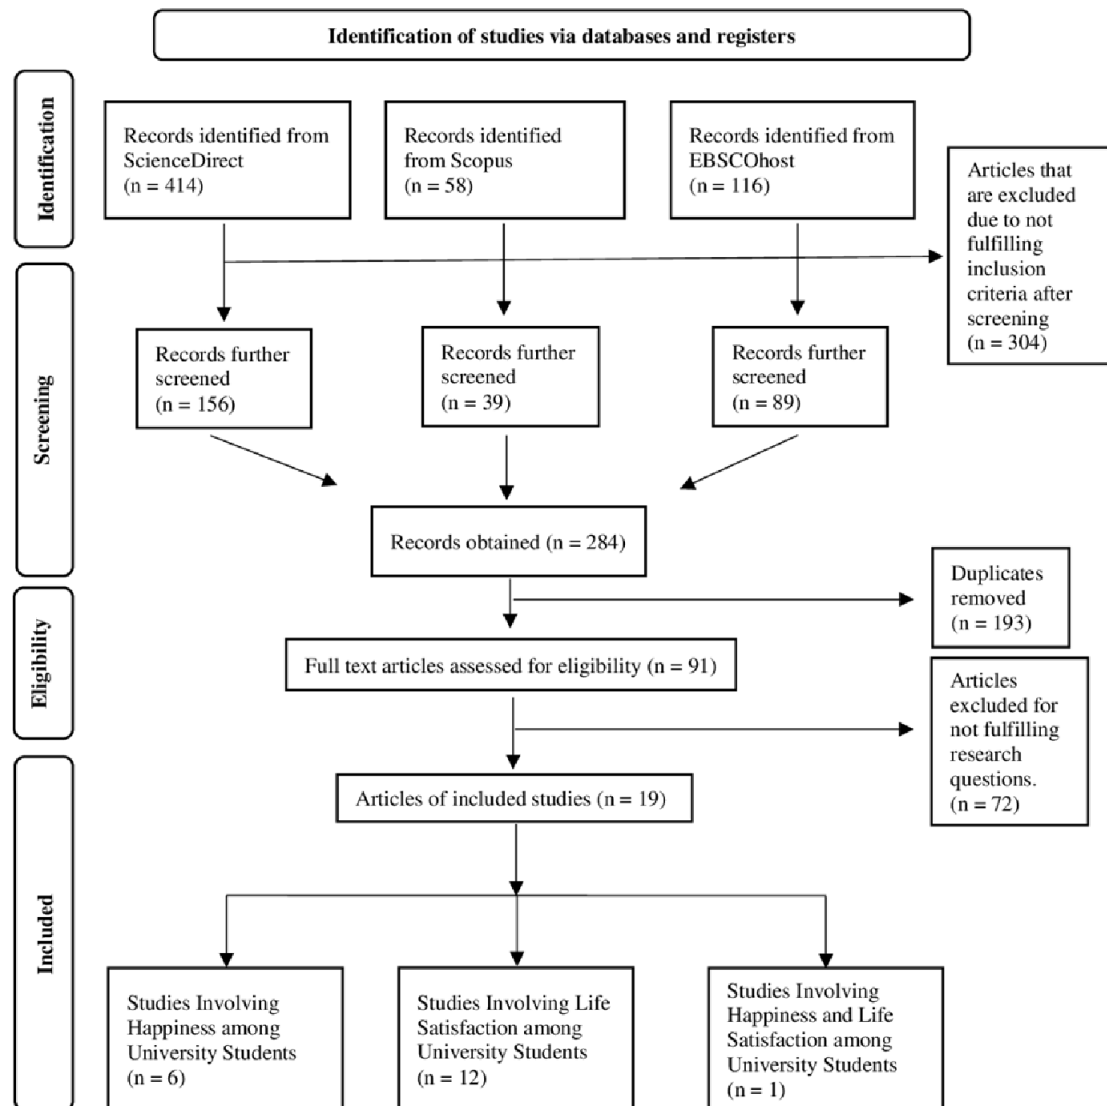 Identification of studies via databases and registers
Identification
Records identified from
ScienceDirect
(n = 414)
Records identified
from Scopus
(n = 58)
Records identified from
EBSCOhost
(n = 116)
Articles that
are excluded
due to not
fulfilling
inclusion
criteria after
screening
(n = 304)
Screening
Records further
screened
(n = 156)
Records further
screened
(n = 39)
Records further
screened
(n = 89)
Records obtained (n = 284)
Duplicates
removed
(n = 193)
Eligibility
Full text articles assessed for eligibility (n = 91)
Articles
excluded for
not fulfilling
research
questions.
(n = 72)
Included
Articles of included studies (n = 19)
Studies Involving
Happiness among
University Students
(n = 6)
Studies Involving Life
Satisfaction among
University Students
(n = 12)
Studies Involving
Happiness and Life
Satisfaction among
University Students
(n = 1)